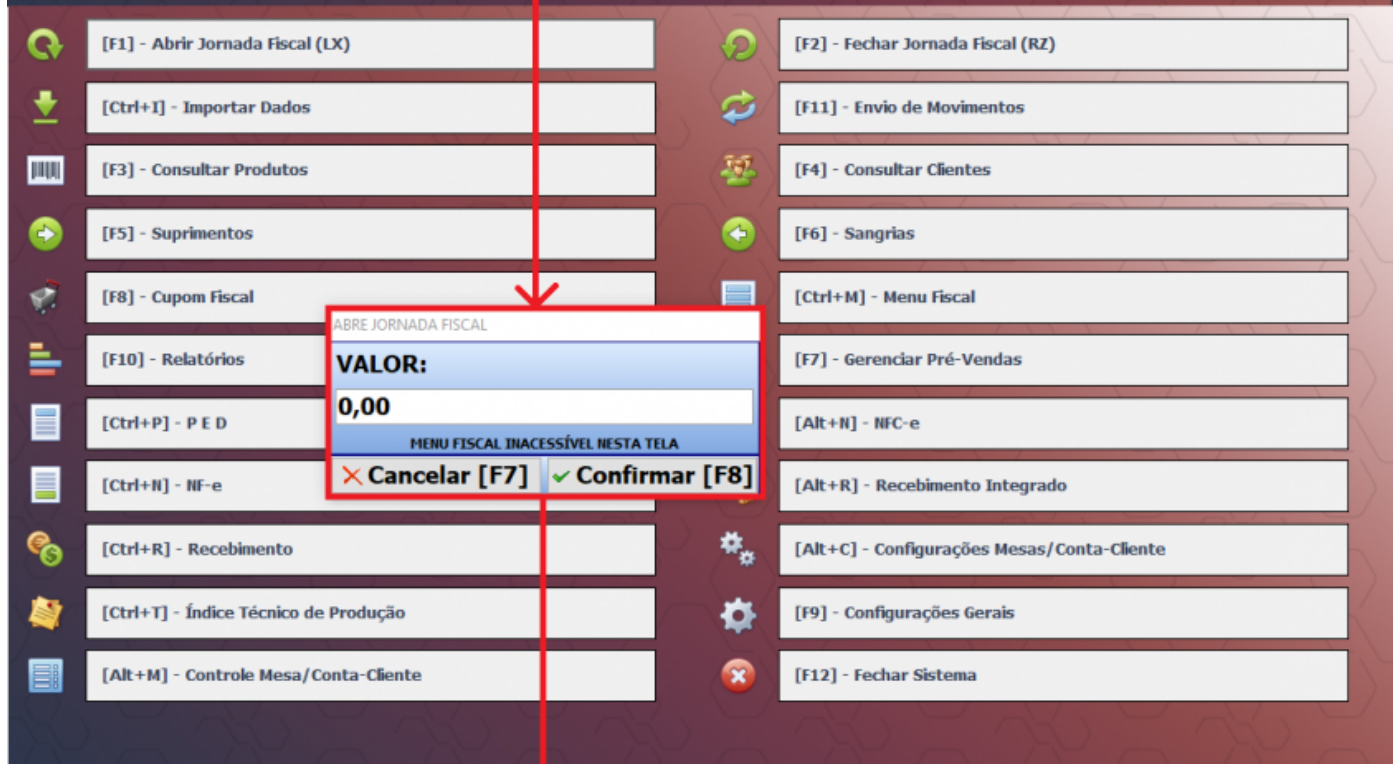 [F1] - Abrir Jornada Fiscal (LX)
[F2] - Fechar Jornada Fiscal (RZ)
[Ctrl+I] - Importar Dados
[F11] - Envio de Movimentos
[F3] - Consultar Produtos
[F4] - Consultar Clientes
[F5] - Suprimentos
[F6] - Sangrias
[F8] - Cupom Fiscal
[Ctrl+M] - Menu Fiscal
ABRE JORNADA FISCAL
[F10] - Relatórios
VALOR:
[F7] - Gerenciar Pré-Vendas
0,00
[Ctrl+P] - P E D
[Alt+N] - NFC-e
MENU FISCAL INACESSÍVEL NESTA TELA
Cancelar [F7]
Confirmar [F8]
[Ctrl+N] - NF-e
[Alt+R] - Recebimento Integrado
[Ctrl+R] - Recebimento
[Alt+C] - Configurações Mesas/Conta-Cliente
[Ctrl+T] - Índice Técnico de Produção
[F9] - Configurações Gerais
[Alt+M] - Controle Mesa/Conta-Cliente
[F12] - Fechar Sistema